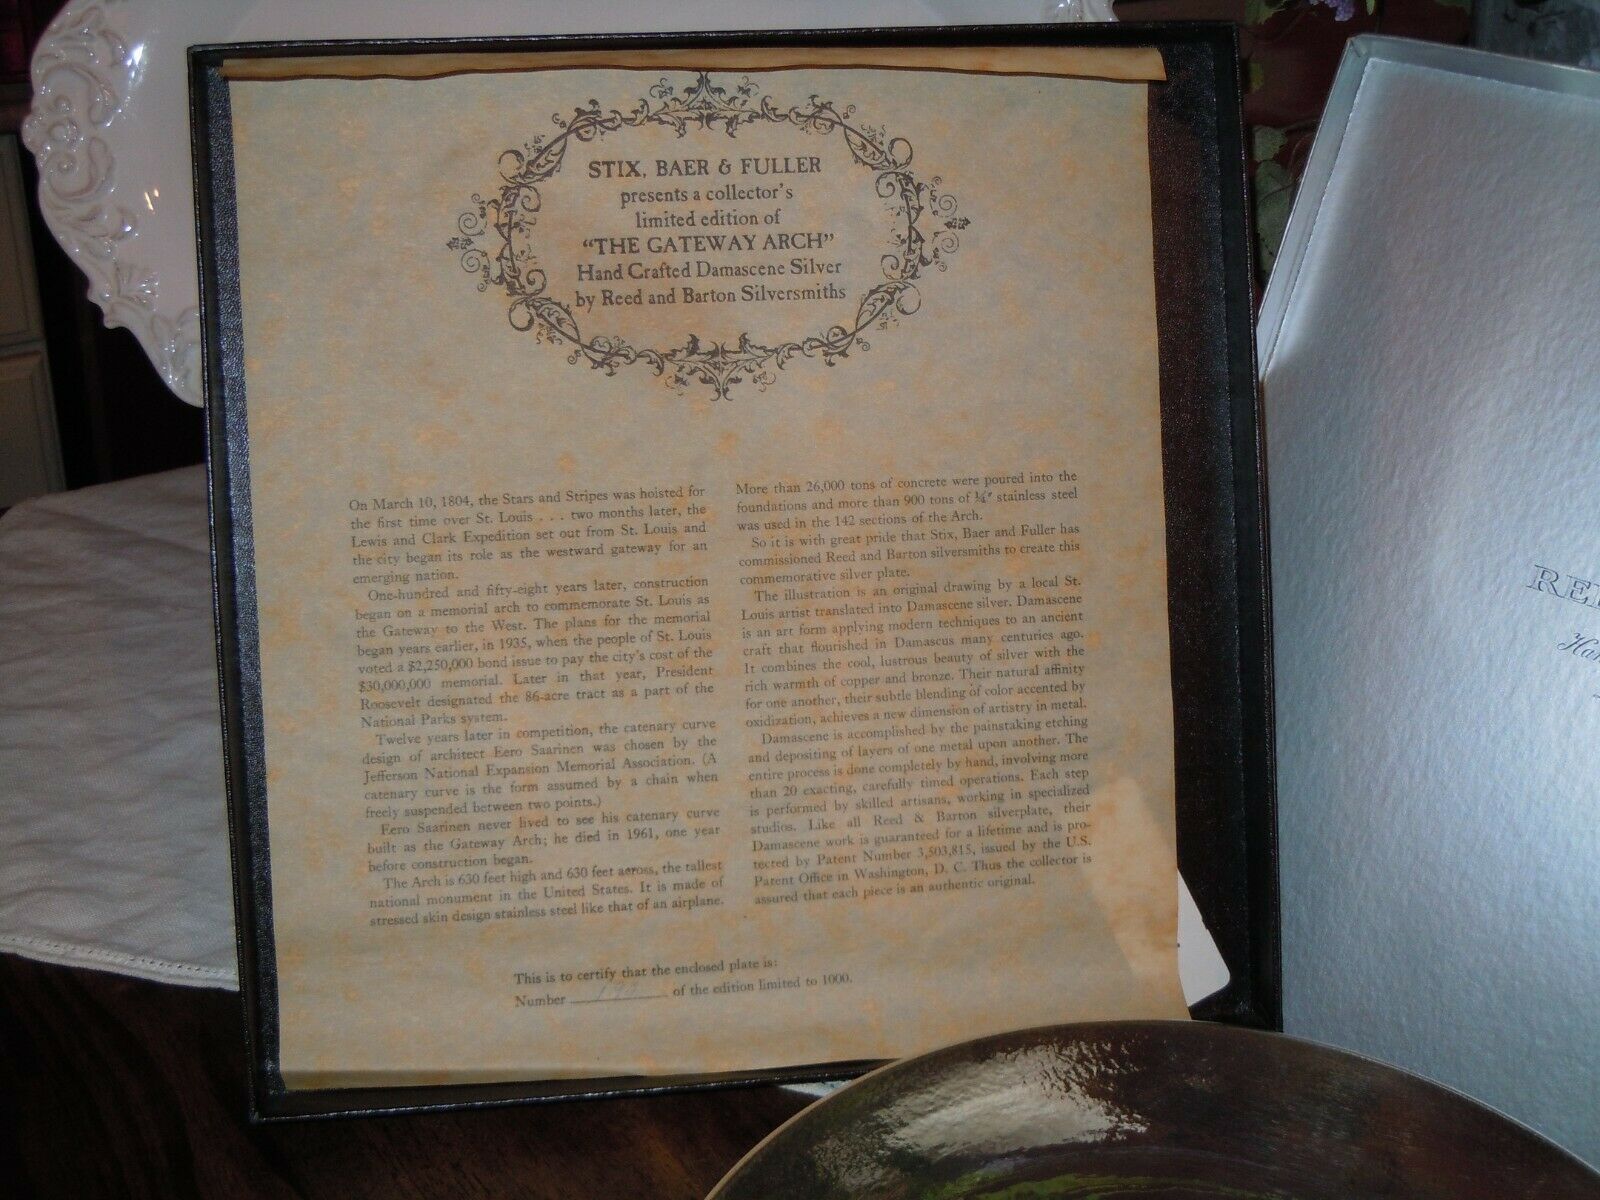 STIX, BAER & FULLER
presents a collector's
limited edition of
"THE GATEWAY ARCH"
Hand Crafted Damascene Silver
by Reed and Barton Silversmiths
On March 10, 1804, the Stars and Stripes was hoisted for
the first time over St. Louis . . . two months later, the
Lewis and Clark Expedition set out from St. Louis and
the city began its role as the westward gateway for an
emerging nation.
One-hundred and fifty-eight years later, construction
began on a memorial arch to commemorate St. Louis as
the Gateway to the West. The plans for the memorial
began years earlier, in 1935, when the people of St. Louis
voted a $2,250,000 bond issue to pay the city's cost of the
$30,000,000 memorial. Later in that year, President
Roosevelt designated the 86-acre tract as a part of the
National Parks system.
Twelve years later in competition, the catenary curve
design of architect Eero Saarinen was chosen by the
Jefferson National Expansion Memorial Association. (A
catenary curve is the form assumed by a chain when
freely suspended between two points.)
Eero Saarinen never lived to see his catenary curve
built as the Gateway Arch; he died in 1961, one year
before construction began.
The Arch is 630 feet high and 630 feet across, the tallest
national monument in the United States. It is made of
stressed skin design stainless steel like that of an airplane.
More than 26,000 tons of concrete were poured into the
foundations and more than 900 tons of ¼" stainless steel
was used in the 142 sections of the Arch.
So it is with great pride that Stix, Baer and Fuller has
commissioned Reed and Barton silversmiths to create this
commemorative silver plate.
The illustration is an original drawing by a local St.
Louis artist translated into Damascene silver. Damascene
is an art form applying modern techniques to an ancient
craft that flourished in Damascus many centuries ago.
It combines the cool, lustrous beauty of silver with the
rich warmth of copper and bronze. Their natural affinity
for one another, their subtle blending of color accented by
oxidization, achieves a new dimension of artistry in metal.
Damascene is accomplished by the painstaking etching
and depositing of layers of one metal upon another. The
entire process is done completely by hand, involving more
than 20 exacting, carefully timed operations. Each step
is performed by skilled artisans, working in specialized
studios. Like all Reed & Barton silverplate, their
Damascene work is guaranteed for a lifetime and is pro-
tected by Patent Number 3,503,815, issued by the U.S.
Patent Office in Washington, D. C. Thus the collector is
assured that each piece is an authentic original.
This is to certify that the enclosed plate is:
Number of the edition limited to 1000.